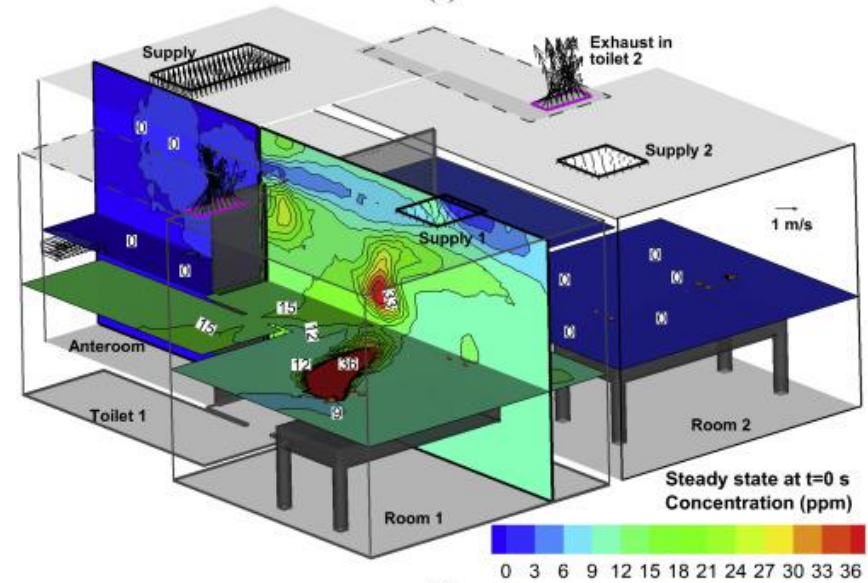 Supply
Exhaust in
toilet 2
Supply 2
1 m/s
Supply 1
0
0
0
0
0
0
0
0
0
33
15
15
12
12
36
9
Anteroom
Toilet 1
Room 1
Room 2
Steady state at t=0 s
Concentration (ppm)
0 3 6 9 12 15 18 21 24 27 30 33 36